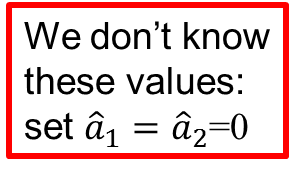 We don't know
these values:
set â₁ = â₂=0